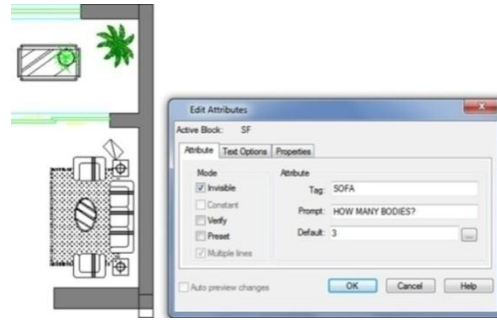 Edit Attributes
Active Block: SF
Attribute Text Options Properties
Mode
Invisible
Constant
Verify
Preset
Multiple lines
Attribute
Tag: SOFA
Prompt: HOW MANY BODIES?
Default: 3
...
Auto preview changes
OK Cancel Help